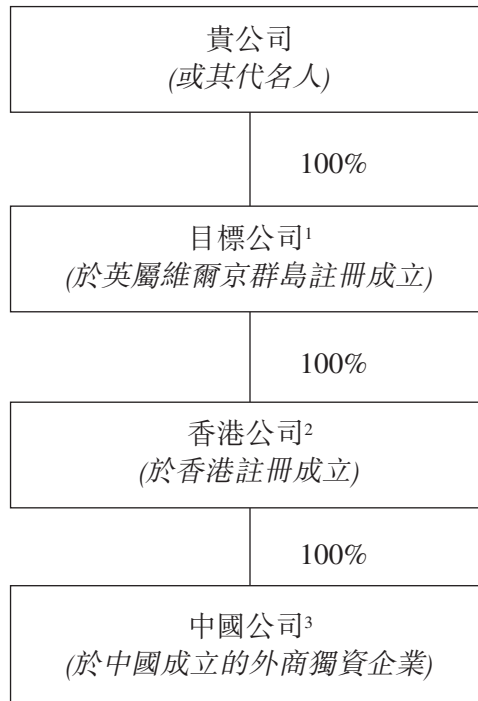 貴公司
(或其代名人)
100%
目標公司¹
(於英屬維爾京群島註冊成立)
100%
香港公司²
(於香港註冊成立)
100%
中國公司³
(於中國成立的外商獨資企業)